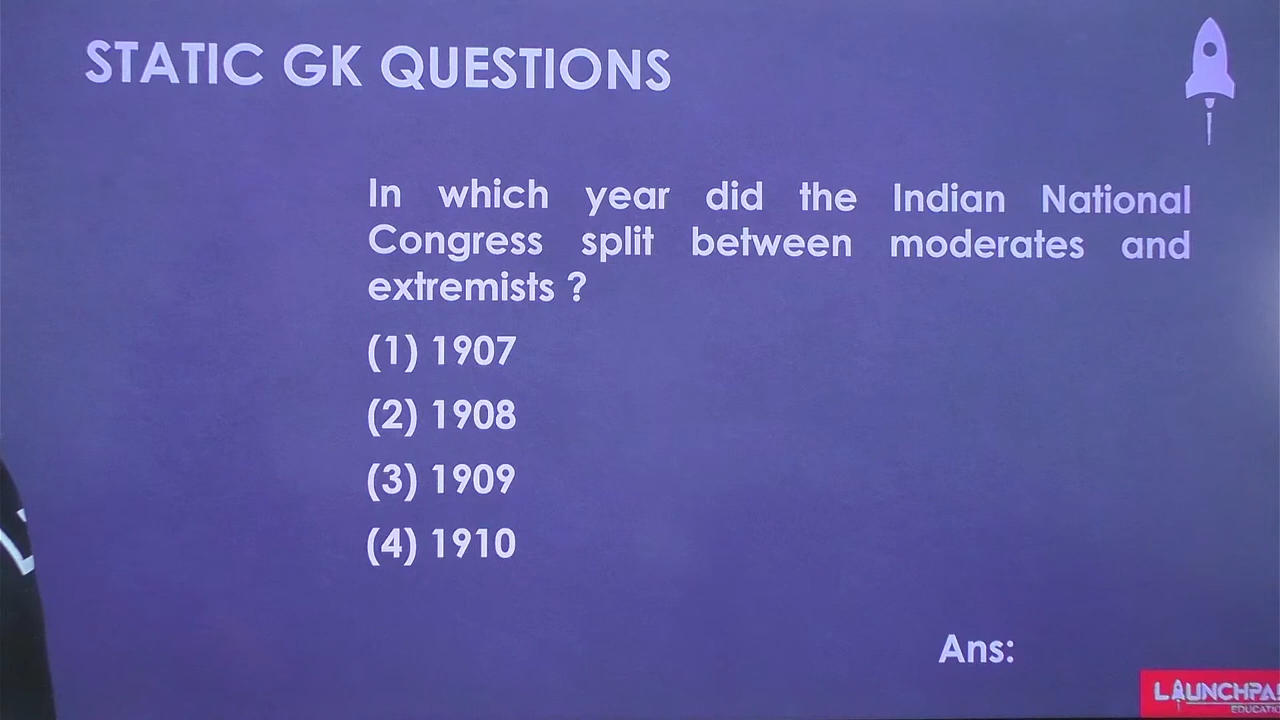 STATIC GK QUESTIONS
In which year did the Indian National
Congress split between moderates and
extremists ?
(1) 1907
(2) 1908
(3) 1909
(4) 1910
Ans: